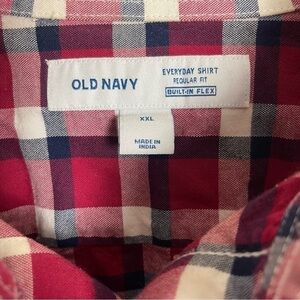 OLD NAVY
EVERYDAY SHIRT
REGULAR FIT
BUILT-IN FLEX
XXL
MADE IN
INDIA